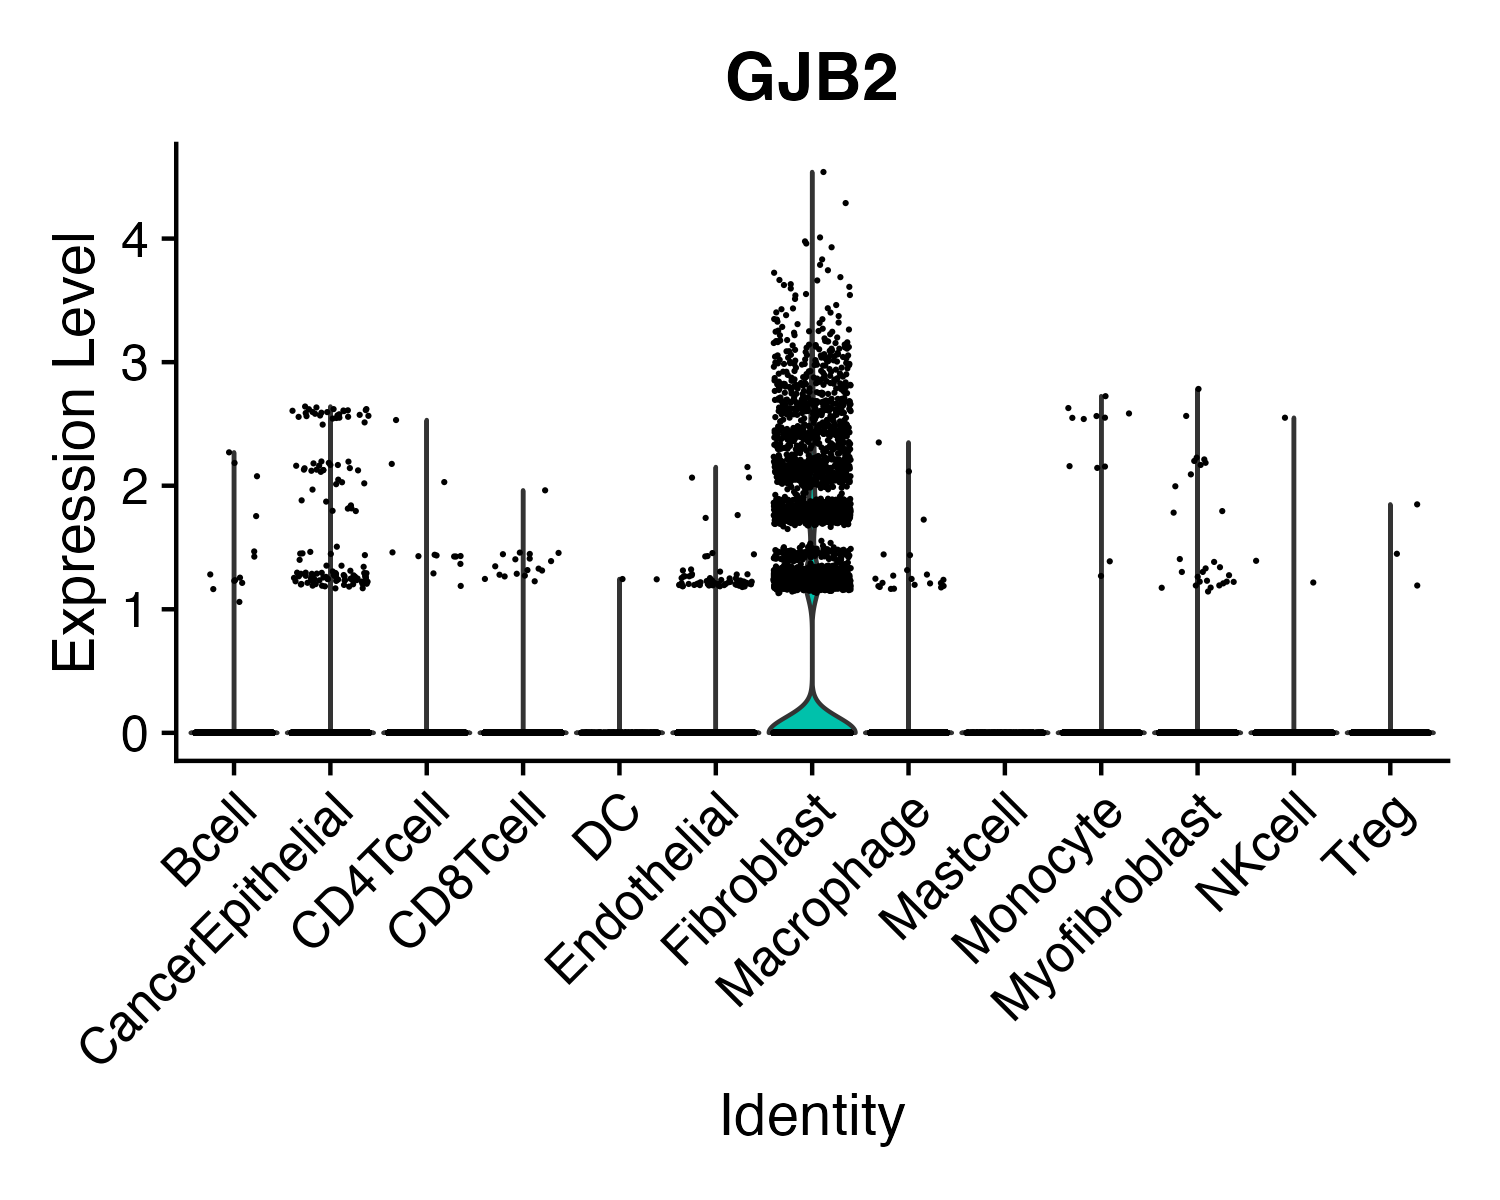 GJB2
Expression Level
4
3
2
1
0
Bcell
CancerEpithelial
CD4Tcell
CD8Tcell
DC
Endothelial
Fibroblast
Macrophage
Mastcell
Monocyte
Myofibroblast
NKcell
Treg
Identity